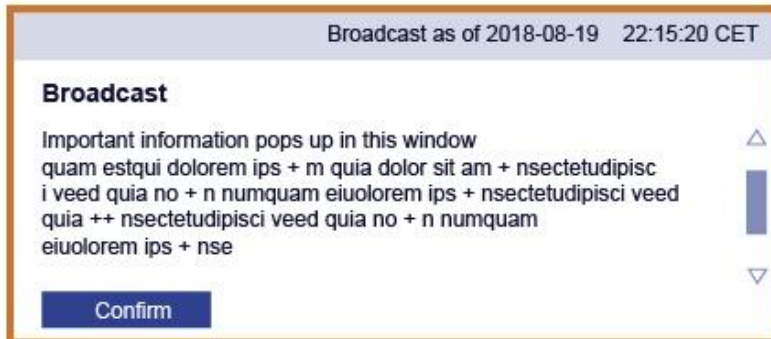 Broadcast as of 2018-08-19 22:15:20 CET
Broadcast
Important information pops up in this window
quam estqui dolorem ips + m quia dolor sit am + nsectetudipisc
i veed quia no + n numquam eiuolorem ips + nsectetudipisci veed
quia ++ nsectetudipisci veed quia no + n numquam
eiuolorem ips + nse
Confirm